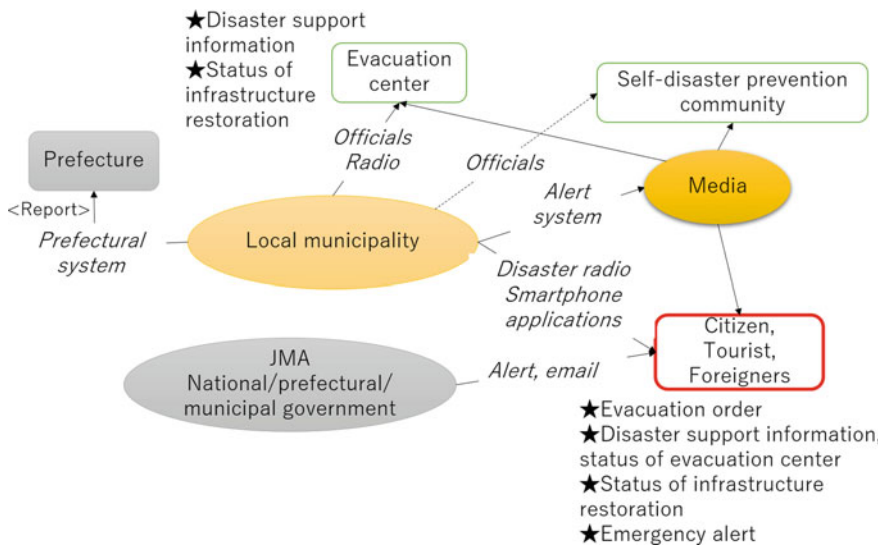 ★Disaster support
information
★Status of
infrastructure
restoration
Evacuation
center
Self-disaster prevention
community
Prefecture
Officials
Radio
Officials
Media
<Report>
Alert
system
Prefectural
system
Local municipality
Disaster radio
Smartphone
applications
Citizen,
Tourist,
Foreigners
JMA
National/prefectural/
municipal government
Alert, email
★Evacuation order
★Disaster support information,
status of evacuation center
★Status of infrastructure
restoration
★Emergency alert